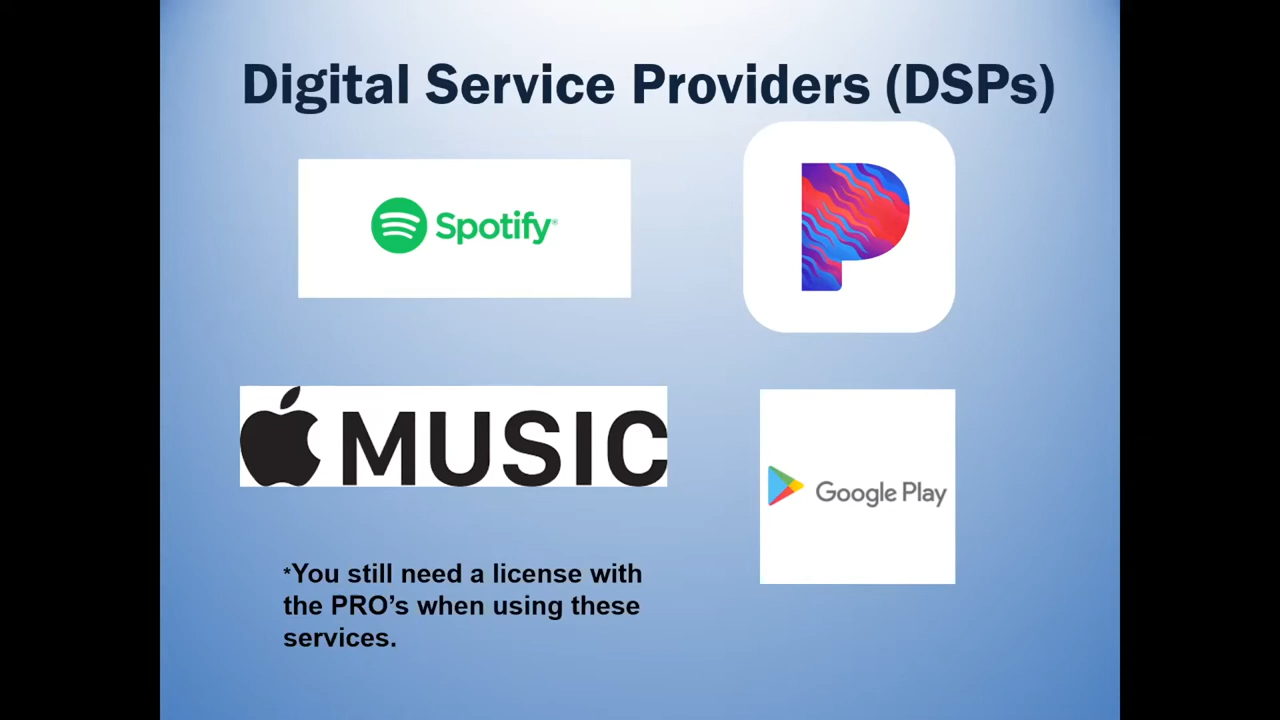 Digital Service Providers (DSPs)
Spotify®
P
MUSIC
Google Play
*You still need a license with
the PRO’s when using these
services.